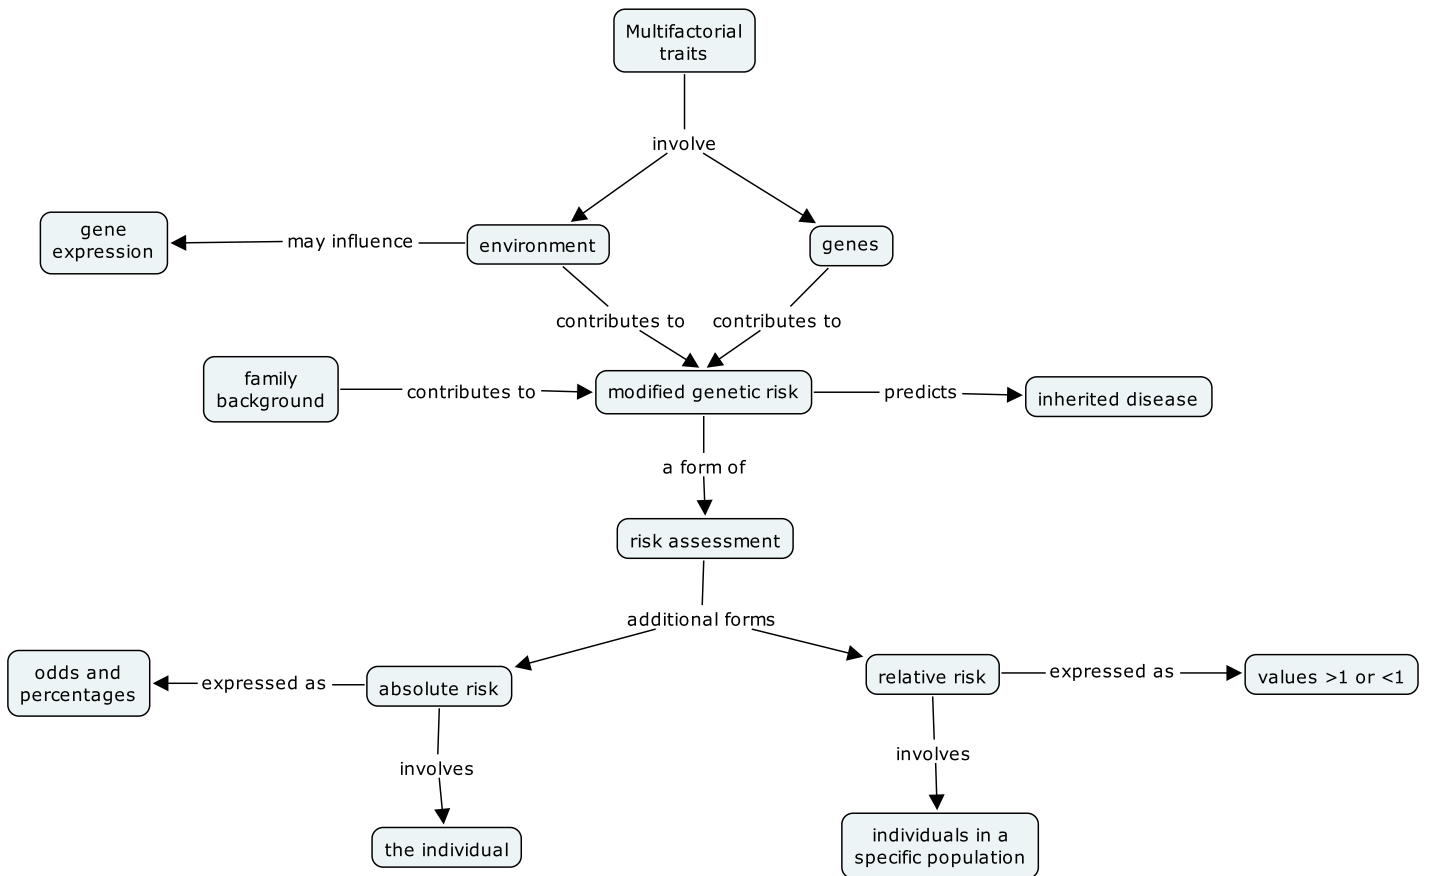 Multifactorial
traits
involve
gene
expression
may influence
environment
genes
contributes to
contributes to
family
background
contributes to
modified genetic risk
predicts
inherited disease
a form of
risk assessment
additional forms
odds and
percentages
expressed as
absolute risk
relative risk
expressed as
values >1 or <1
involves
involves
the individual
individuals in a
specific population